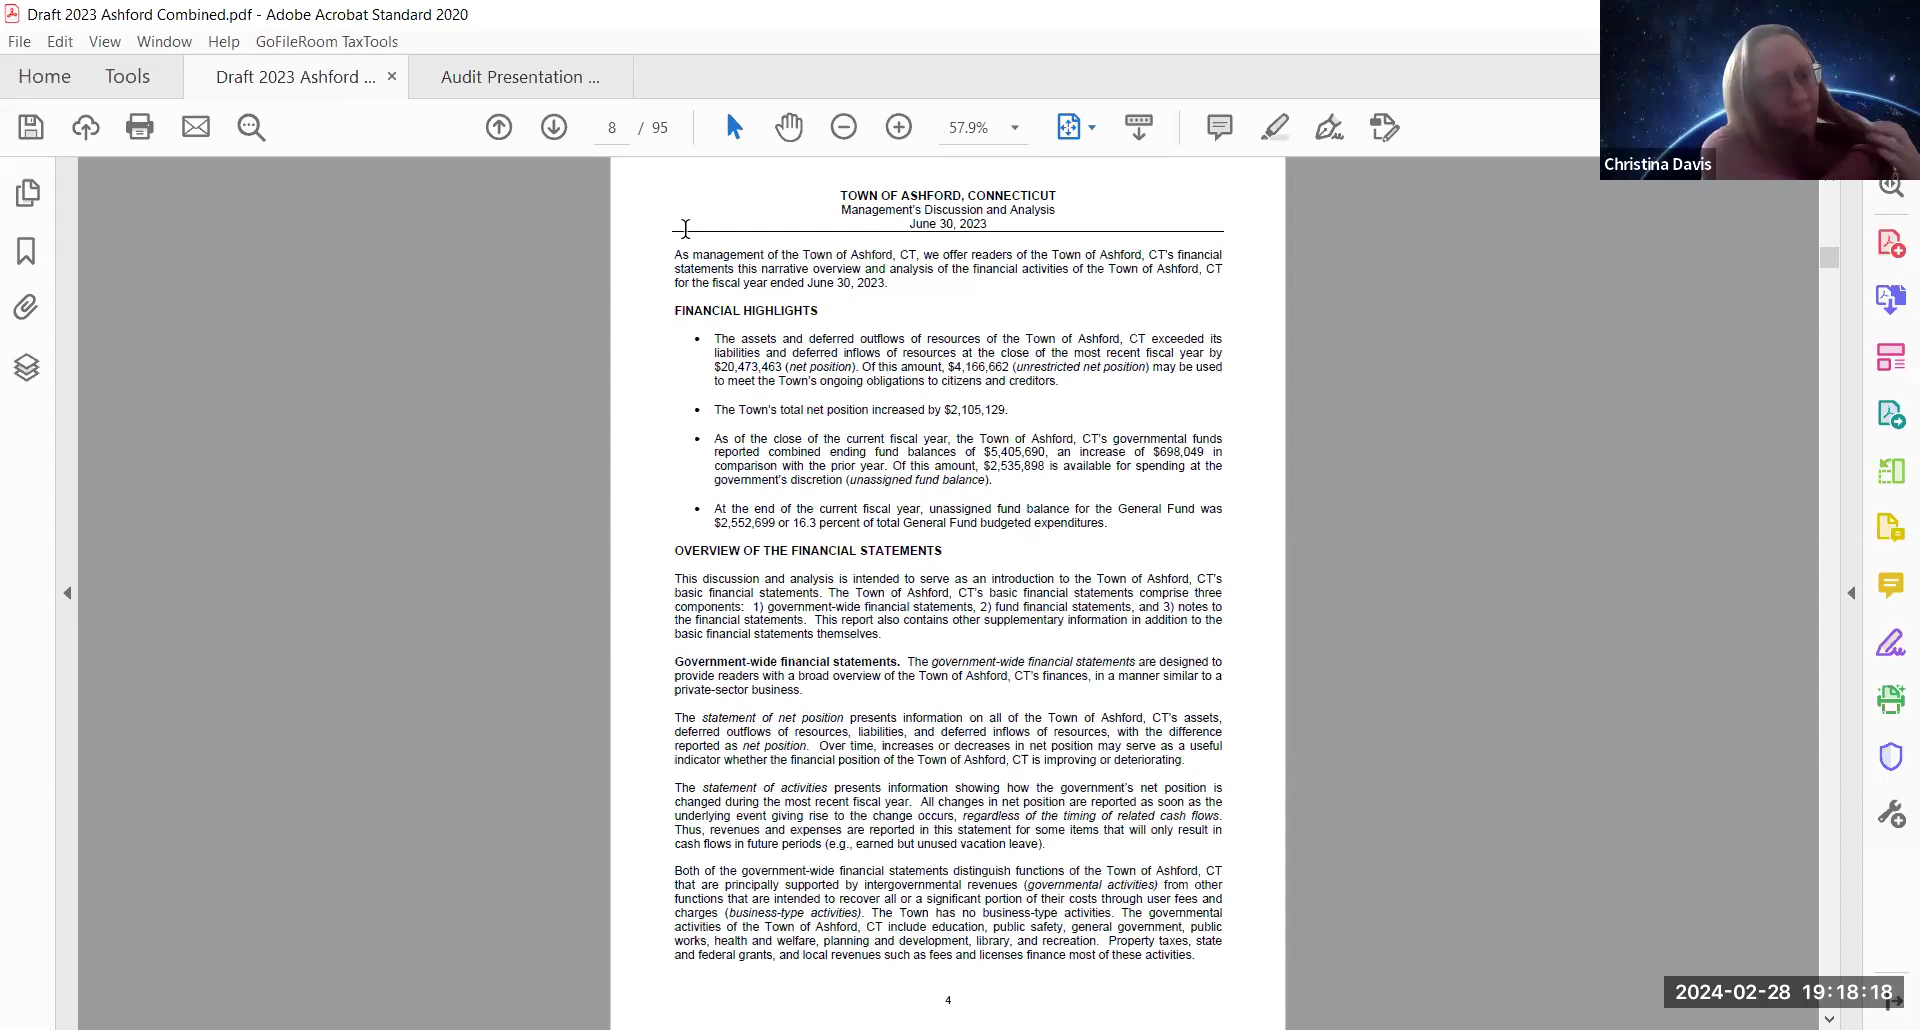 Draft 2023 Ashford Combined.pdf - Adobe Acrobat Standard 2020
File Edit View Window Help GoFileRoom TaxTools
Home Tools Draft 2023 Ashford ... × Audit Presentation ...
8 / 95 57.9%
Christina Davis
TOWN OF ASHFORD, CONNECTICUT
Management's Discussion and Analysis
June 30, 2023
As management of the Town of Ashford, CT, we offer readers of the Town of Ashford, CT's financial
statements this narrative overview and analysis of the financial activities of the Town of Ashford, CT
for the fiscal year ended June 30, 2023.
FINANCIAL HIGHLIGHTS
• The assets and deferred outflows of resources of the Town of Ashford, CT exceeded its
liabilities and deferred inflows of resources at the close of the most recent fiscal year by
$20,473,463 (net position). Of this amount, $4,166,662 (unrestricted net position) may be used
to meet the Town's ongoing obligations to citizens and creditors.
• The Town's total net position increased by $2,105,129.
• As of the close of the current fiscal year, the Town of Ashford, CT's governmental funds
reported combined ending fund balances of $5,405,690, an increase of $698,049 in
comparison with the prior year. Of this amount, $2,535,898 is available for spending at the
government's discretion (unassigned fund balance).
• At the end of the current fiscal year, unassigned fund balance for the General Fund was
$2,552,699 or 16.3 percent of total General Fund budgeted expenditures.
OVERVIEW OF THE FINANCIAL STATEMENTS
This discussion and analysis is intended to serve as an introduction to the Town of Ashford, CT's
basic financial statements. The Town of Ashford, CT's basic financial statements comprise three
components: 1) government-wide financial statements, 2) fund financial statements, and 3) notes to
the financial statements. This report also contains other supplementary information in addition to the
basic financial statements themselves.
Government-wide financial statements. The government-wide financial statements are designed to
provide readers with a broad overview of the Town of Ashford, CT's finances, in a manner similar to a
private-sector business.
The statement of net position presents information on all of the Town of Ashford, CT's assets,
deferred outflows of resources, liabilities, and deferred inflows of resources, with the difference
reported as net position. Over time, increases or decreases in net position may serve as a useful
indicator whether the financial position of the Town of Ashford, CT is improving or deteriorating.
The statement of activities presents information showing how the government's net position is
changed during the most recent fiscal year. All changes in net position are reported as soon as the
underlying event giving rise to the change occurs, regardless of the timing of related cash flows.
Thus, revenues and expenses are reported in this statement for some items that will only result in
cash flows in future periods (e.g., earned but unused vacation leave).
Both of the government-wide financial statements distinguish functions of the Town of Ashford, CT
that are principally supported by intergovernmental revenues (governmental activities) from other
functions that are intended to recover all or a significant portion of their costs through user fees and
charges (business-type activities). The Town has no business-type activities. The governmental
activities of the Town of Ashford, CT include education, public safety, general government, public
works, health and welfare, planning and development, library, and recreation. Property taxes, state
and federal grants, and local revenues such as fees and licenses finance most of these activities.
4
2024-02-28 19:18:18